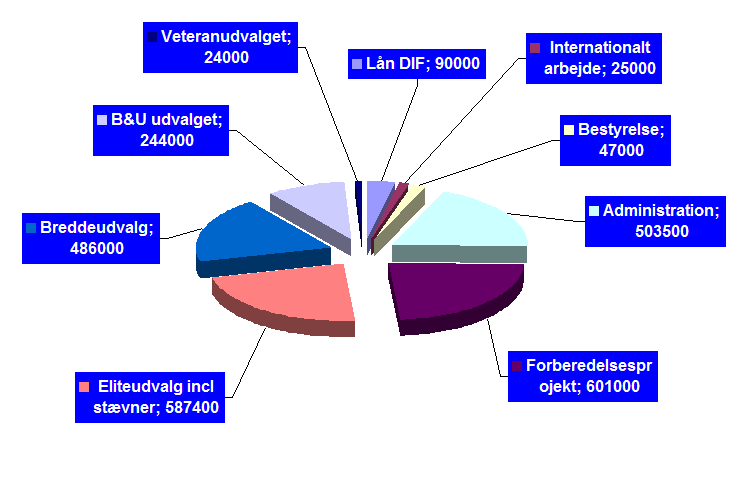 Veteranudvalget;
24000
Lån DIF; 90000
Internationalt
arbejde; 25000
B&U udvalget;
244000
Bestyrelse;
47000
Administration;
503500
Breddeudvalg;
486000
Forberedelsespr
ojekt; 601000
Eliteudvalg incl
stævner; 587400